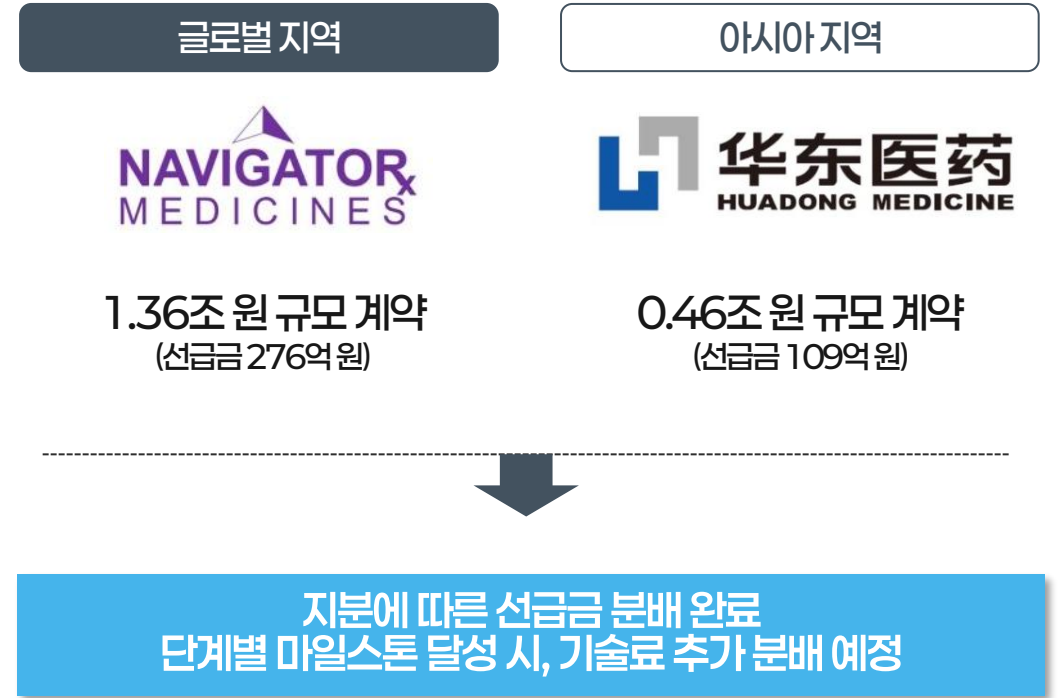 글로벌 지역
아시아 지역
NAVIGATORx
MEDICINES
华东医药
HUADONG MEDICINE
1.36조 원 규모 계약
(선급금 276억 원)
0.46조 원 규모 계약
(선급금 109억 원)
지분에 따른 선급금 분배 완료
단계별 마일스톤 달성 시, 기술료 추가 분배 예정